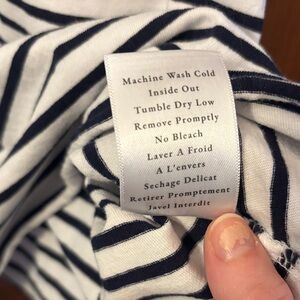 Machine Wash Cold
Inside Out
Tumble Dry Low
Remove Promptly
No Bleach
Laver A Froid
A L'envers
Sechage Delicat
Retirer Promptement
Javel Interdit